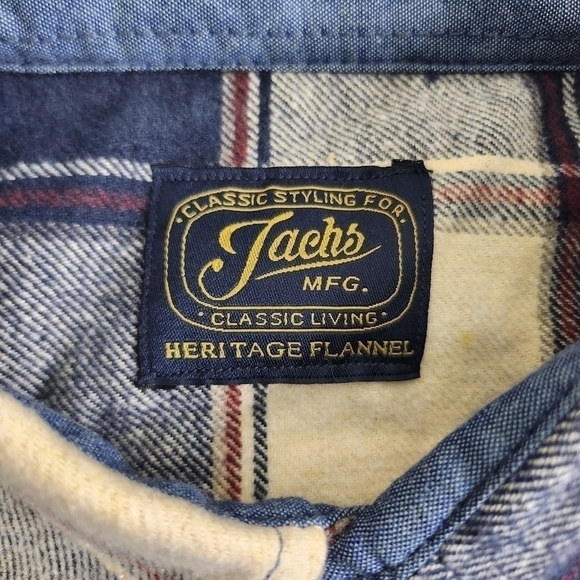 CLASSIC STYLING FOR
Jachs
MFG.
· CLASSIC LIVING ·
HERITAGE FLANNEL